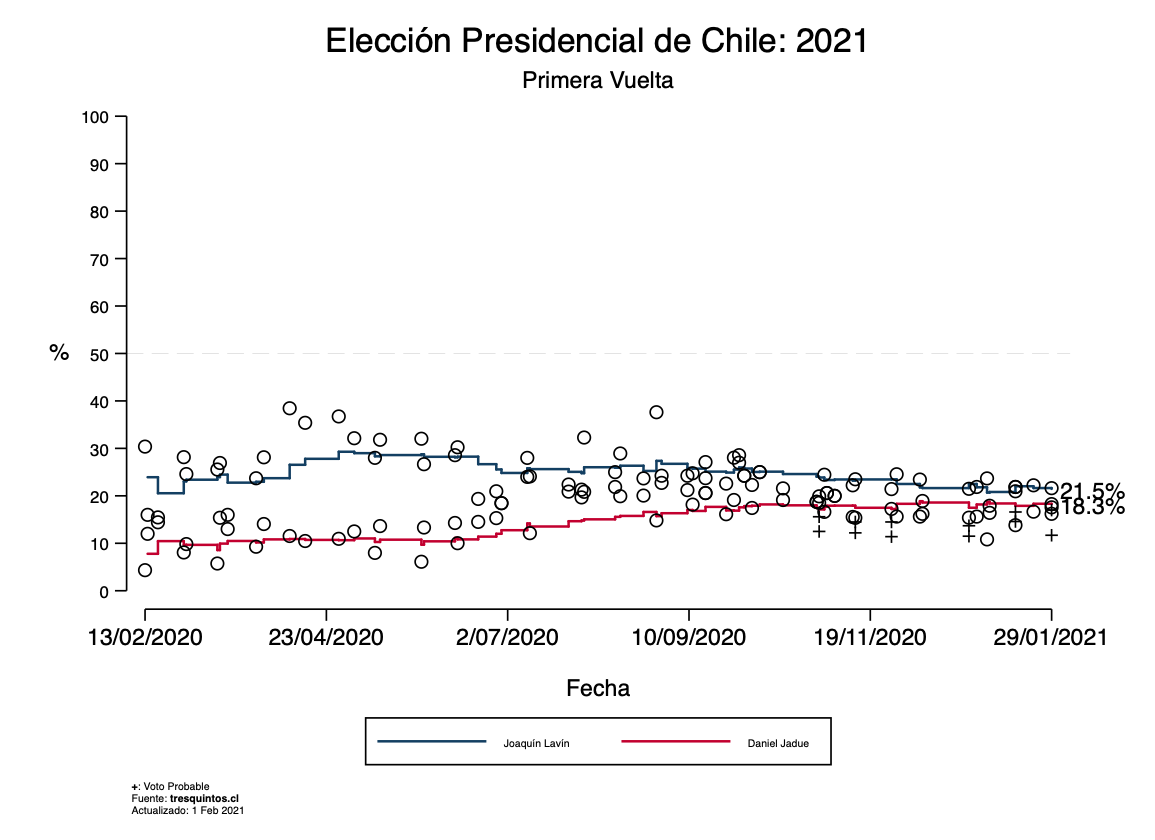 Elección Presidencial de Chile: 2021
Primera Vuelta
100
90
80
70
60
50
40
30
20
10
0
%
21.5%
18.3%
13/02/2020 23/04/2020 2/07/2020 10/09/2020 19/11/2020 29/01/2021
Fecha
Joaquín Lavín Daniel Jadue
+: Voto Probable
Fuente: tresquintos.cl
Actualizado: 1 Feb 2021